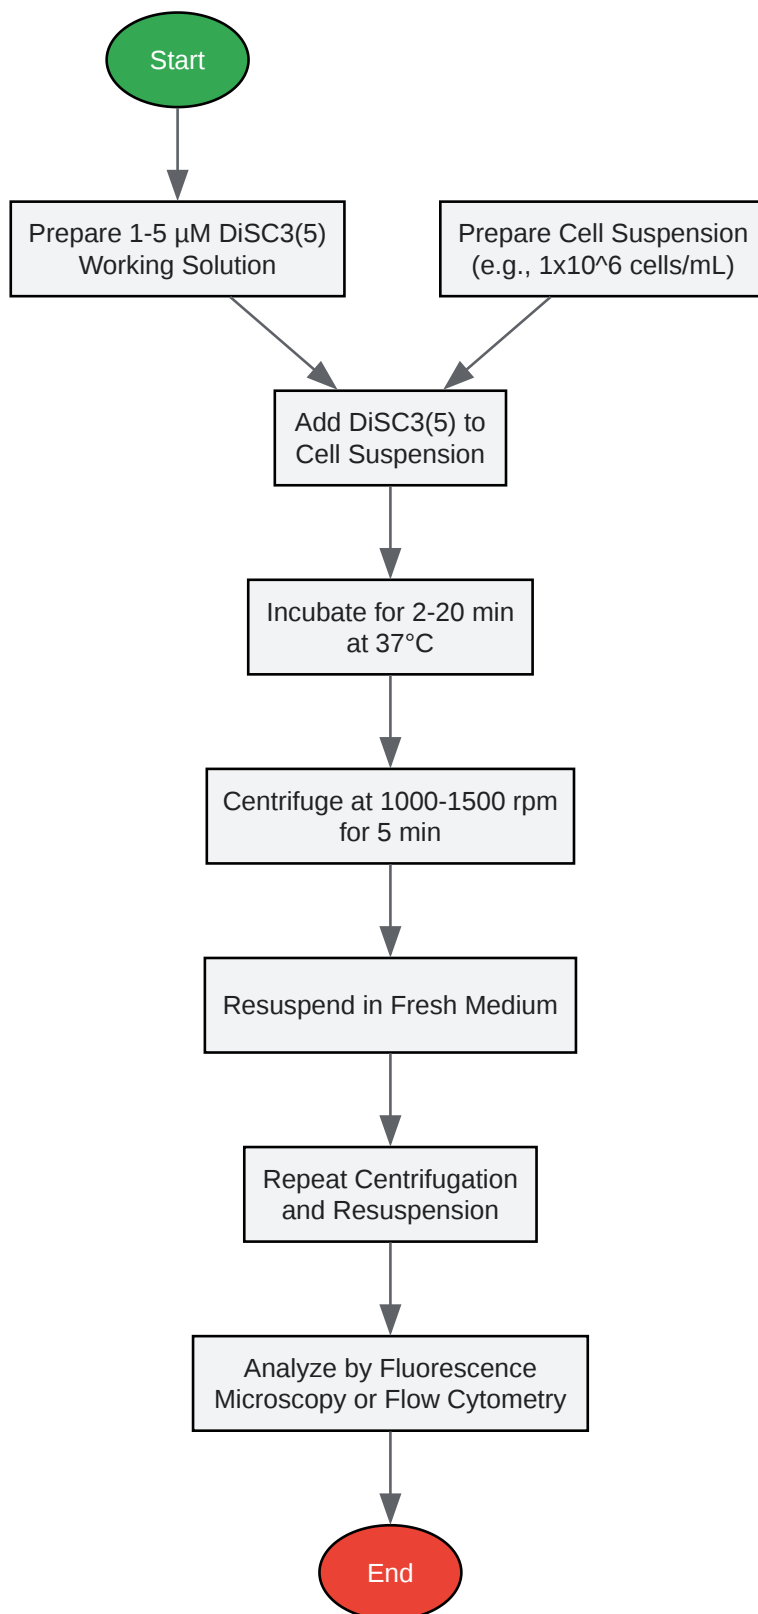 Start
Prepare 1-5 µM DiSC3(5)
Working Solution
Prepare Cell Suspension
(e.g., 1x10^6 cells/mL)
Add DiSC3(5) to
Cell Suspension
Incubate for 2-20 min
at 37°C
Centrifuge at 1000-1500 rpm
for 5 min
Resuspend in Fresh Medium
Repeat Centrifugation
and Resuspension
Analyze by Fluorescence
Microscopy or Flow Cytometry
End